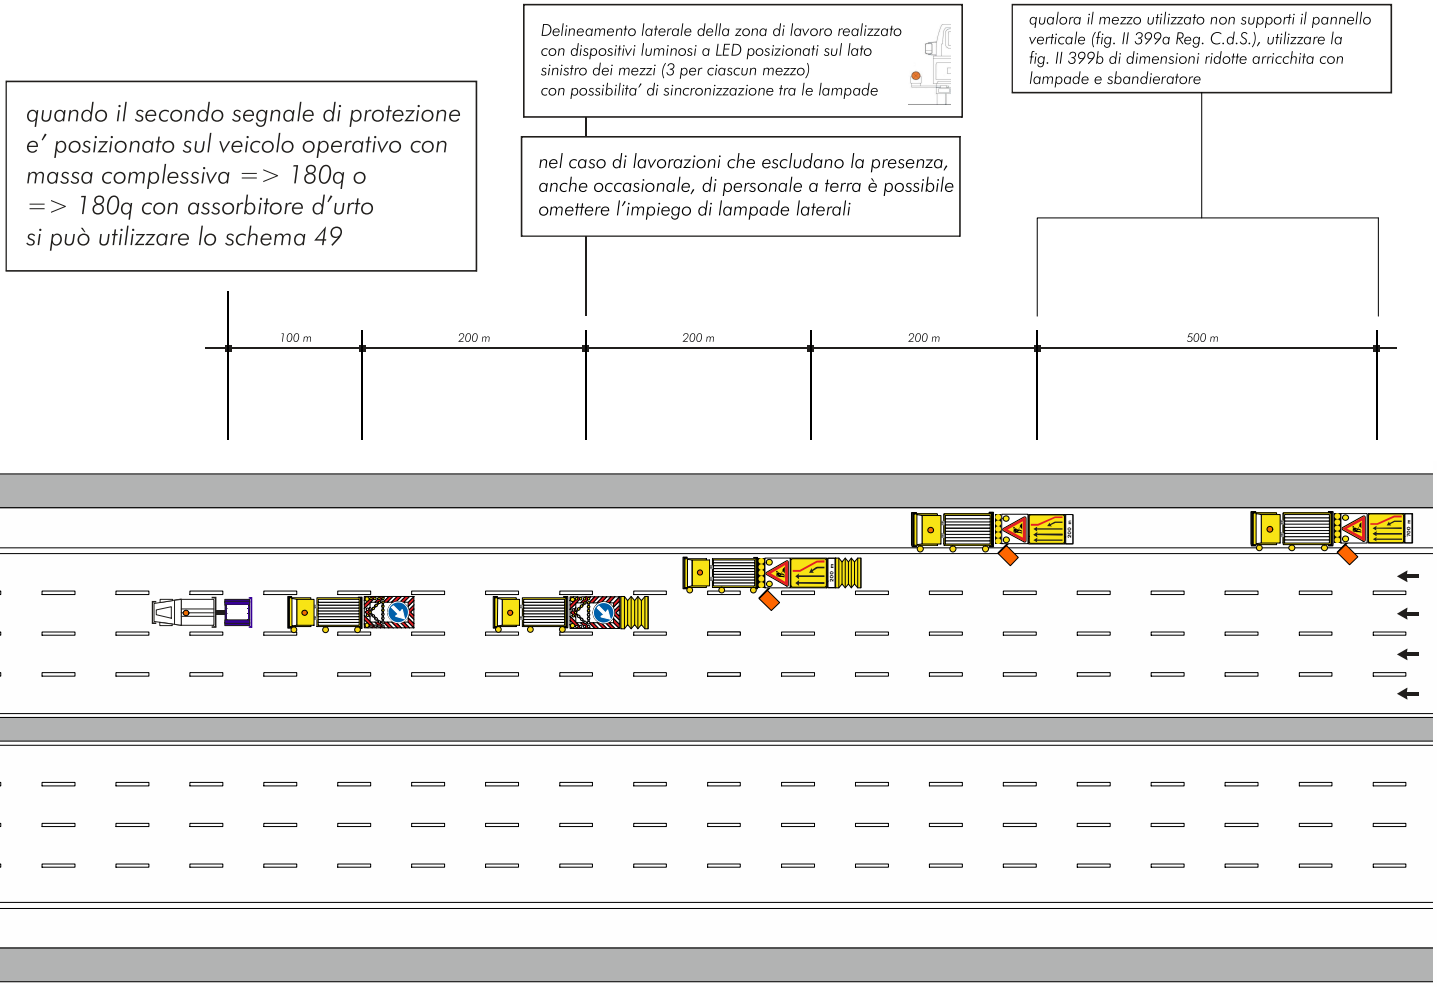 quando il secondo segnale di protezione
e' posizionato sul veicolo operativo con
massa complessiva => 180q o
=> 180q con assorbitore d'urto
si può utilizzare lo schema 49
Delineamento laterale della zona di lavoro realizzato
con dispositivi luminosi a LED posizionati sul lato
sinistro dei mezzi (3 per ciascun mezzo)
con possibilita' di sincronizzazione tra le lampade
nel caso di lavorazioni che escludano la presenza,
anche occasionale, di personale a terra è possibile
omettere l'impiego di lampade laterali
qualora il mezzo utilizzato non supporti il pannello
verticale (fig. II 399a Reg. C.d.S.), utilizzare la
fig. II 399b di dimensioni ridotte arricchita con
lampade e sbandieratore
100 m
200 m
200 m
200 m
500 m
200 m
700 m
200 m